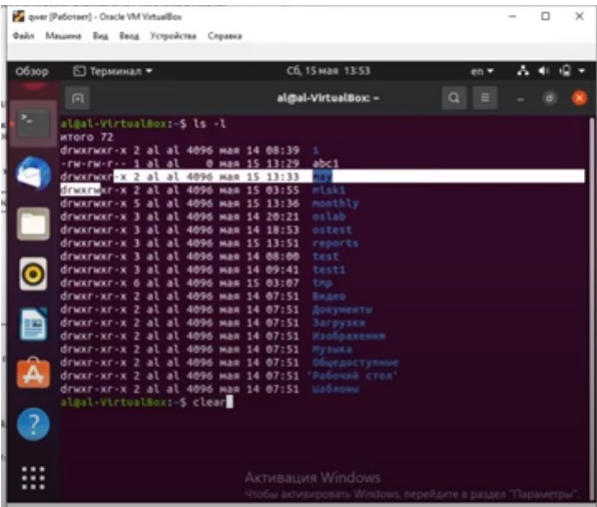 qwer [Работает] - Oracle VM VirtualBox
Файл Машина Вид Ввод Устройства Справка
Обзор Терминал Сб, 15 мая 13:53 en
al@al-VirtualBox: ~
al@al-VirtualBox:~$ ls -l
итого 72
drwxrwxr-x 2 al al 4096 мая 14 08:39 1
-rw-rw-r-- 1 al al 0 мая 15 13:29 abc1
drwxrwxr-x 2 al al 4096 мая 15 13:33 may
drwxrwxr-x 2 al al 4096 мая 15 03:55 misk1
drwxrwxr-x 5 al al 4096 мая 15 13:36 monthly
drwxrwxr-x 3 al al 4096 мая 14 20:21 oslab
drwxrwxr-x 2 al al 4096 мая 14 18:53 ostest
drwxrwxr-x 3 al al 4096 мая 15 13:51 reports
drwxrwxr-x 3 al al 4096 мая 14 08:00 test
drwxrwxr-x 3 al al 4096 мая 14 09:41 test1
drwxrwxr-x 6 al al 4096 мая 15 03:07 tmp
drwxr-xr-x 2 al al 4096 мая 14 07:51 Видео
drwxr-xr-x 2 al al 4096 мая 14 07:51 Документы
drwxr-xr-x 2 al al 4096 мая 14 07:51 Загрузки
drwxr-xr-x 2 al al 4096 мая 14 07:51 Изображения
drwxr-xr-x 2 al al 4096 мая 14 07:51 Музыка
drwxr-xr-x 2 al al 4096 мая 14 07:51 Общедоступные
drwxr-xr-x 2 al al 4096 мая 14 07:51 'Рабочий стол'
drwxr-xr-x 2 al al 4096 мая 14 07:51 Шаблоны
al@al-VirtualBox:~$ clear
Активация Windows
Чтобы активировать Windows, перейдите в раздел "Параметры".